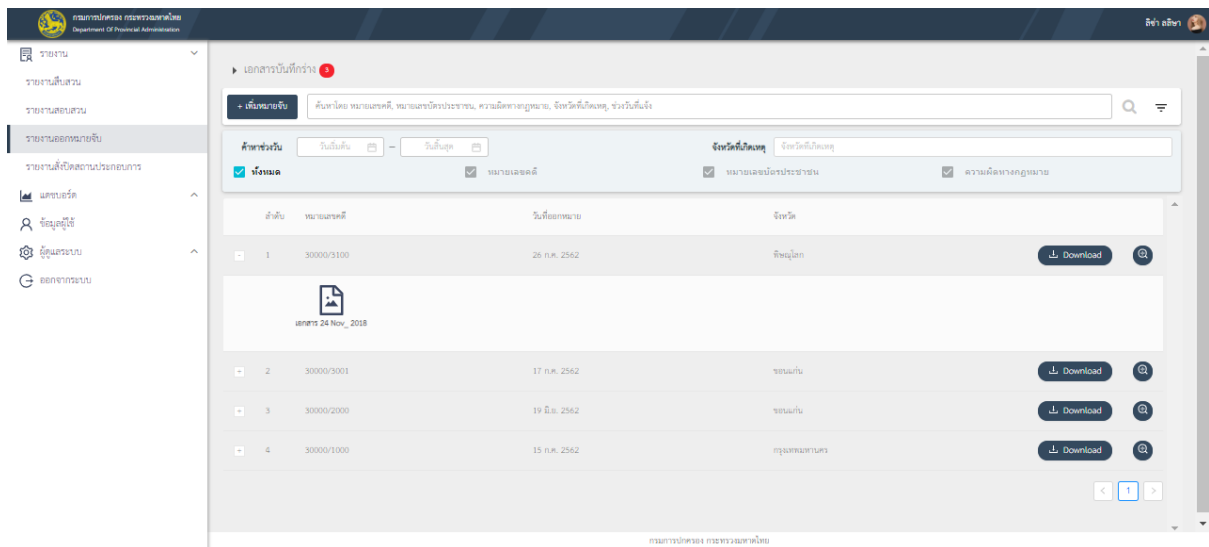 กรมการปกครอง กระทรวงมหาดไทย
Department Of Provincial Administration
ลิซ่า ลลิษา
รายงาน
รายงานสืบสวน
รายงานสอบสวน
รายงานออกหมายจับ
รายงานสั่งปิดสถานประกอบการ
แดชบอร์ด
ข้อมูลผู้ใช้
ผู้ดูแลระบบ
ออกจากระบบ
เอกสารบันทึกร่าง 3
+ เพิ่มหมายจับ
ค้นหาโดย หมายเลขคดี, หมายเลขบัตรประชาชน, ความผิดทางกฎหมาย, จังหวัดที่เกิดเหตุ, ช่วงวันที่แจ้ง
ค้าหาช่วงวัน วันเริ่มต้น – วันสิ้นสุด จังหวัดที่เกิดเหตุ จังหวัดที่เกิดเหตุ
ทั้งหมด หมายเลขคดี หมายเลขบัตรประชาชน ความผิดทางกฎหมาย
ลำดับ หมายเลขคดี วันที่ออกหมาย จังหวัด
1 30000/3100 26 ก.ค. 2562 พิษณุโลก Download
เอกสาร 24 Nov_ 2018
2 30000/3001 17 ก.ค. 2562 ขอนแก่น Download
3 30000/2000 19 มิ.ย. 2562 ขอนแก่น Download
4 30000/1000 15 ก.ค. 2562 กรุงเทพมหานคร Download
< 1 >
กรมการปกครอง กระทรวงมหาดไทย